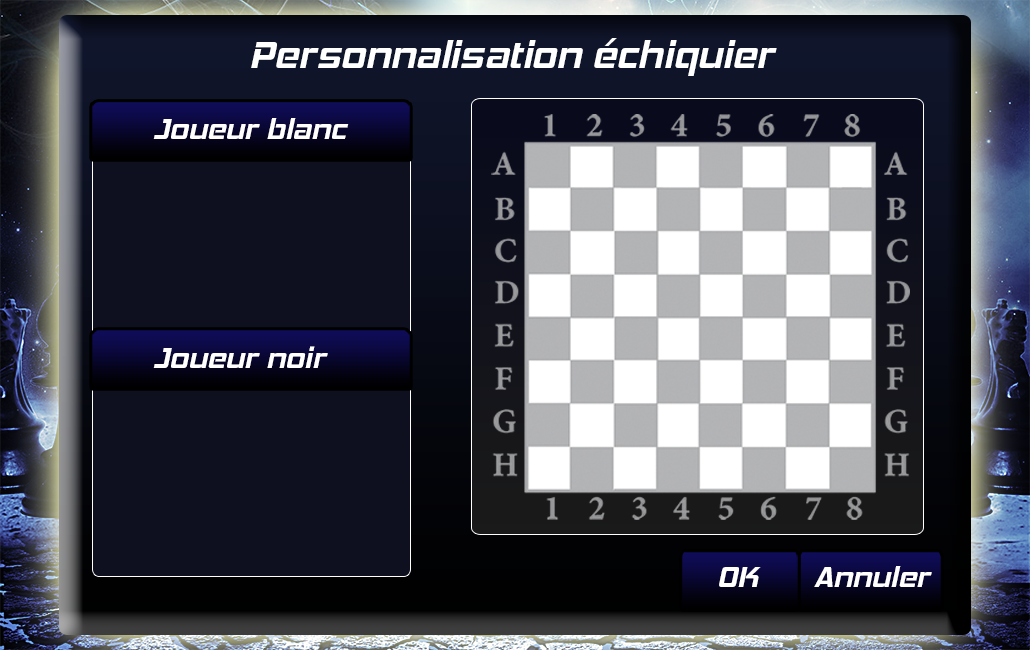 Personnalisation échiquier
Joueur blanc
Joueur noir
1 2 3 4 5 6 7 8
A A
B B
C C
D D
E E
F F
G G
H H
1 2 3 4 5 6 7 8
OK Annuler